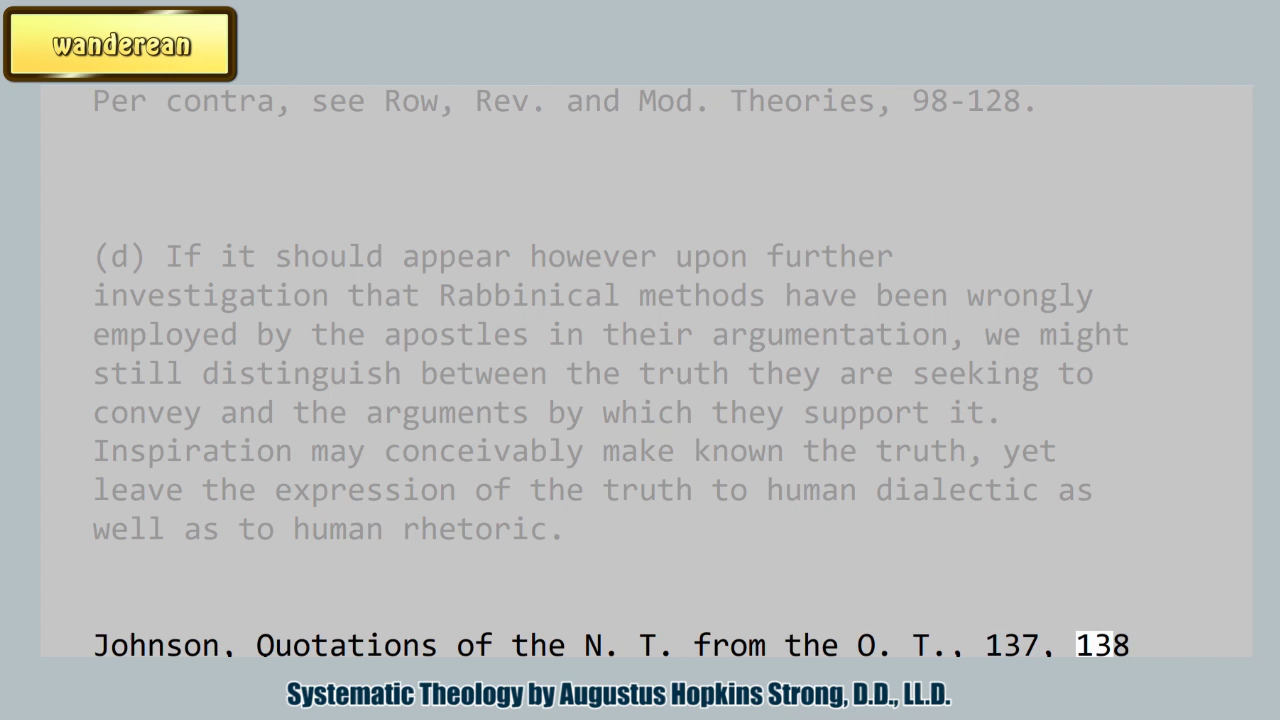 wanderean
Per contra, see Row, Rev. and Mod. Theories, 98-128.
(d) If it should appear however upon further
investigation that Rabbinical methods have been wrongly
employed by the apostles in their argumentation, we might
still distinguish between the truth they are seeking to
convey and the arguments by which they support it.
Inspiration may conceivably make known the truth, yet
leave the expression of the truth to human dialectic as
well as to human rhetoric.
Johnson, Quotations of the N. T. from the O. T., 137, 138
Systematic Theology by Augustus Hopkins Strong, D.D., LL.D.